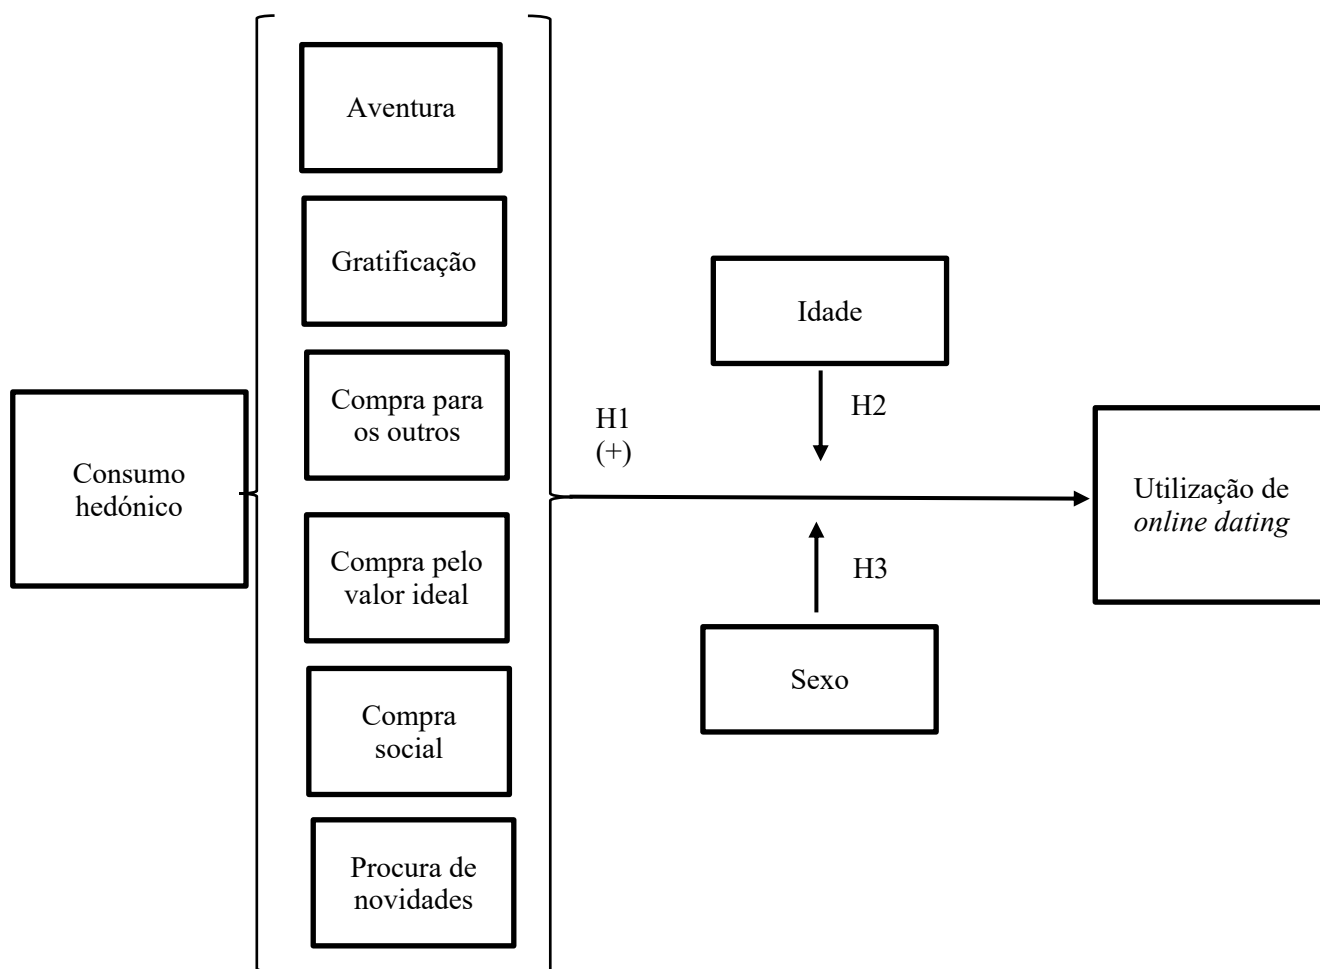 Aventura
Gratificação
Compra para
os outros
Compra pelo
valor ideal
Compra
social
Procura de
novidades
Consumo
hedónico
H1
(+)
Idade
H2
H3
Sexo
Utilização de
online dating